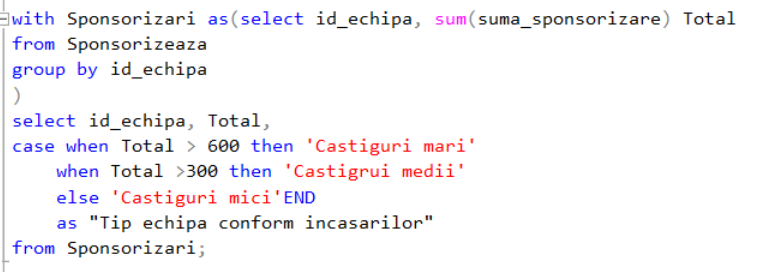 with Sponsorizari as(select id_echipa, sum(suma_sponsorizare) Total
from Sponsorizeaza
group by id_echipa
)
select id_echipa, Total,
case when Total > 600 then 'Castiguri mari'
    when Total >300 then 'Castigrui medii'
    else 'Castiguri mici'END
    as "Tip echipa conform incasarilor"
from Sponsorizari;